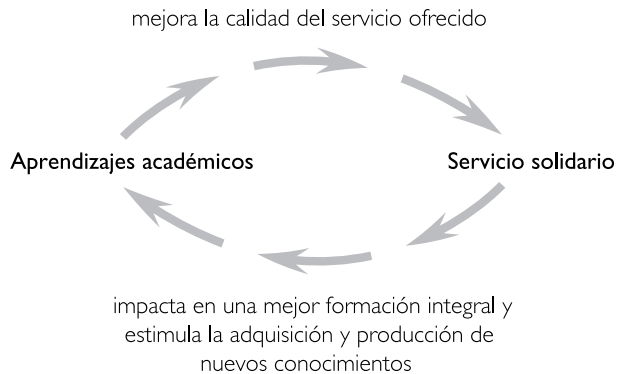 mejora la calidad del servicio ofrecido
Aprendizajes académicos
Servicio solidario
impacta en una mejor formación integral y
estimula la adquisición y producción de
nuevos conocimientos